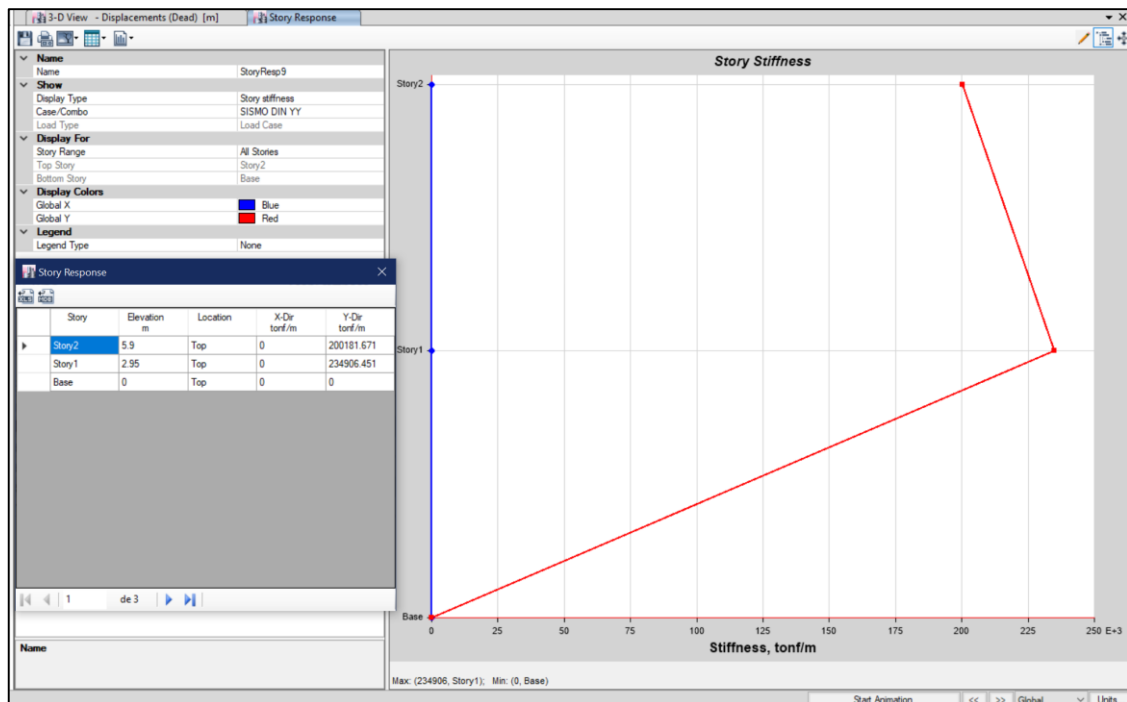 3-D View - Displacements (Dead) [m] Story Response
Name
Name StoryResp9
Show
Display Type Story stiffness
Case/Combo SISMO DIN YY
Load Type Load Case
Display For
Story Range All Stories
Top Story Story2
Bottom Story Base
Display Colors
Global X Blue
Global Y Red
Legend
Legend Type None
Story Response
Story Elevation m Location X-Dir tonf/m Y-Dir tonf/m
Story2 5.9 Top 0 200181.671
Story1 2.95 Top 0 234906.451
Base 0 Top 0 0
1 de 3
Name
Story Stiffness
Story2
Story1
Base
0 25 50 75 100 125 150 175 200 225 250 E+3
Stiffness, tonf/m
Max: (234906, Story1); Min: (0, Base)
Start Animation << >> Global Units